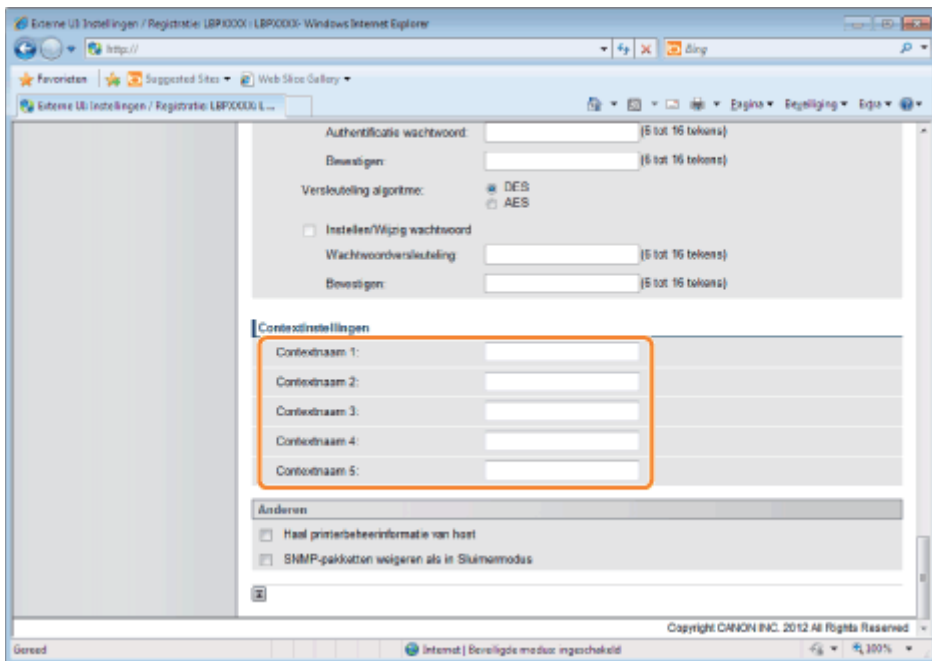 Externe UI: Instellingen / Registratie: LBPXXXX : LBPXXXX- Windows Internet Explorer
http://
Bing
Favorieten Suggested Sites Web Slice Gallery
Externe UI: Instellingen / Registratie: LBPXXXX: L... Pagina Beveiliging Extra
Authentificatie wachtwoord: (6 tot 16 tekens)
Bevestigen: (6 tot 16 tekens)
Versleuteling algoritme: DES
AES
Instellen/Wijzig wachtwoord
Wachtwoordversleuteling: (6 tot 16 tekens)
Bevestigen: (6 tot 16 tekens)
Contextinstellingen
Contextnaam 1:
Contextnaam 2:
Contextnaam 3:
Contextnaam 4:
Contextnaam 5:
Anderen
Haal printerbeheerinformatie van host
SNMP-pakketten weigeren als in Sluimermodus
Copyright CANON INC. 2012 All Rights Reserved
Gereed Internet | Beveiligde modus: ingeschakeld 100%